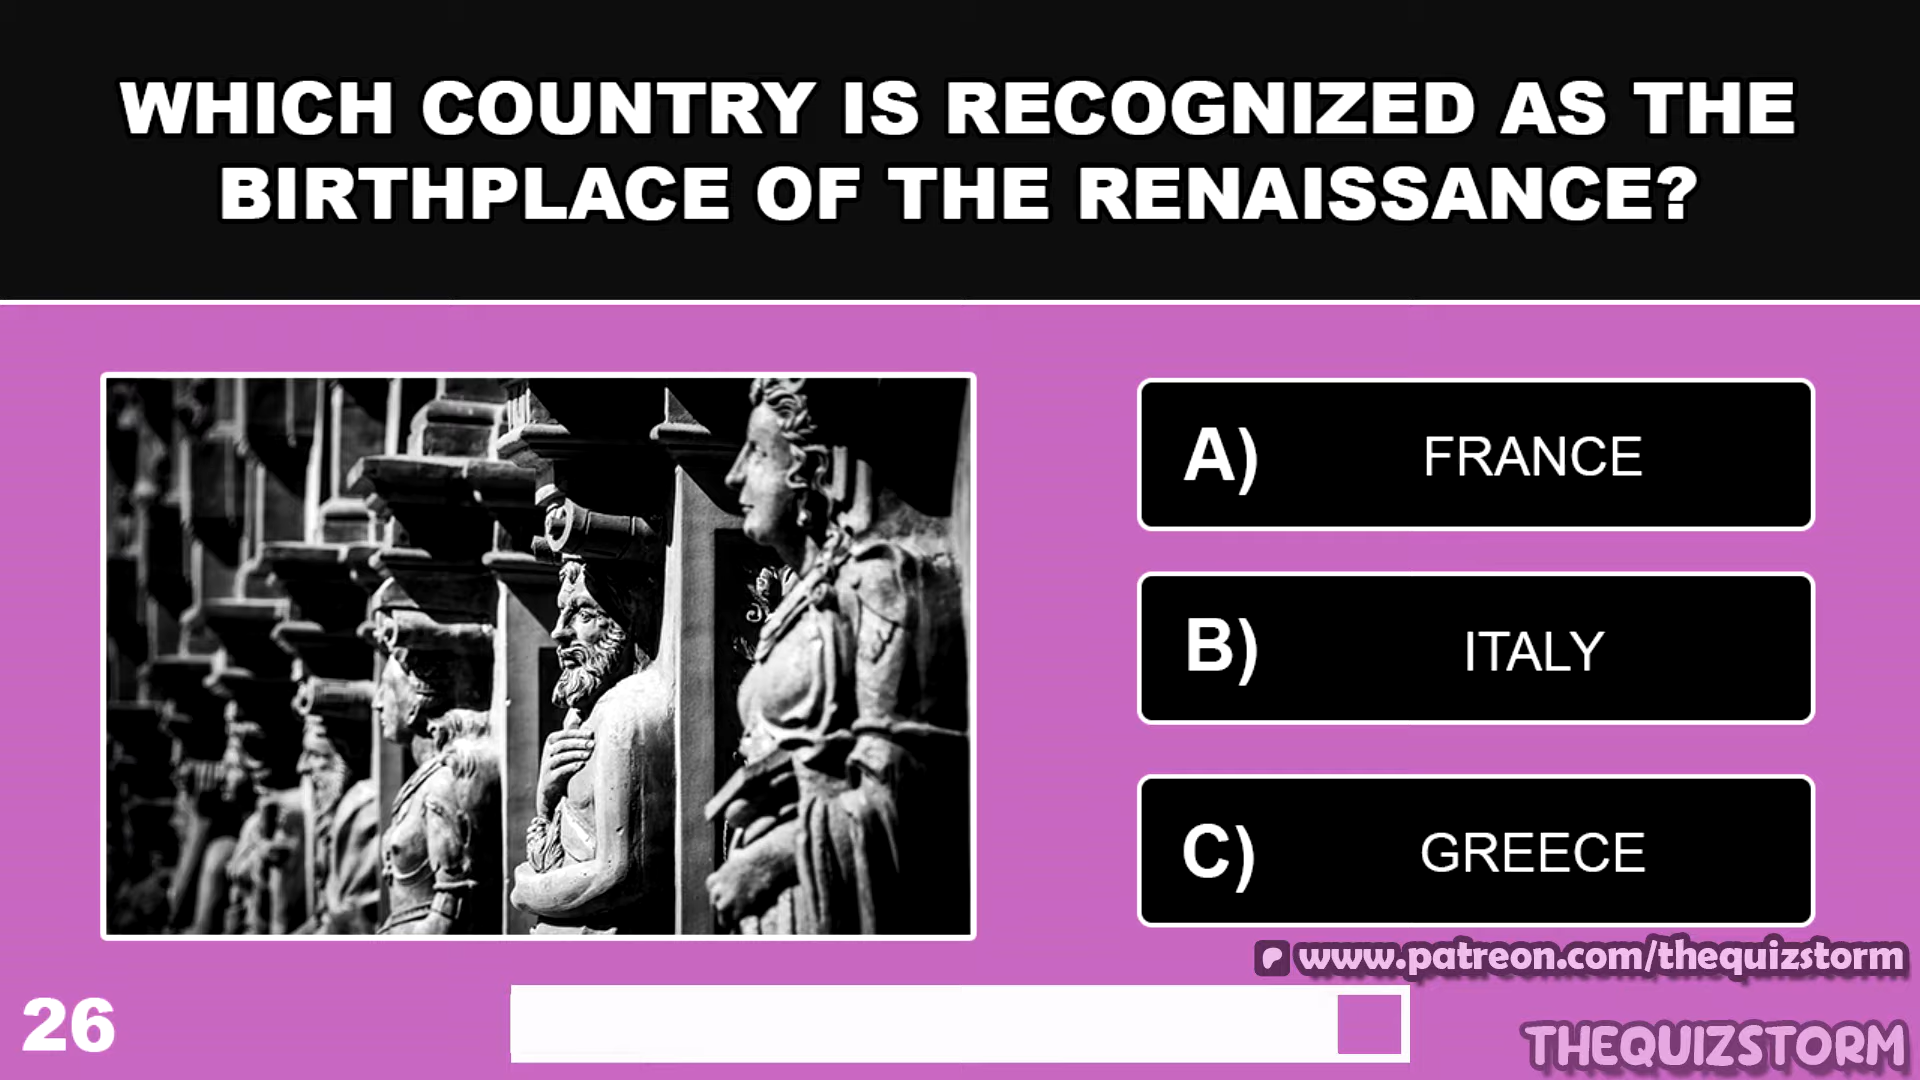 WHICH COUNTRY IS RECOGNIZED AS THE
BIRTHPLACE OF THE RENAISSANCE?
A) FRANCE
B) ITALY
C) GREECE
www.patreon.com/thequizstorm
26
THEQUIZSTORM